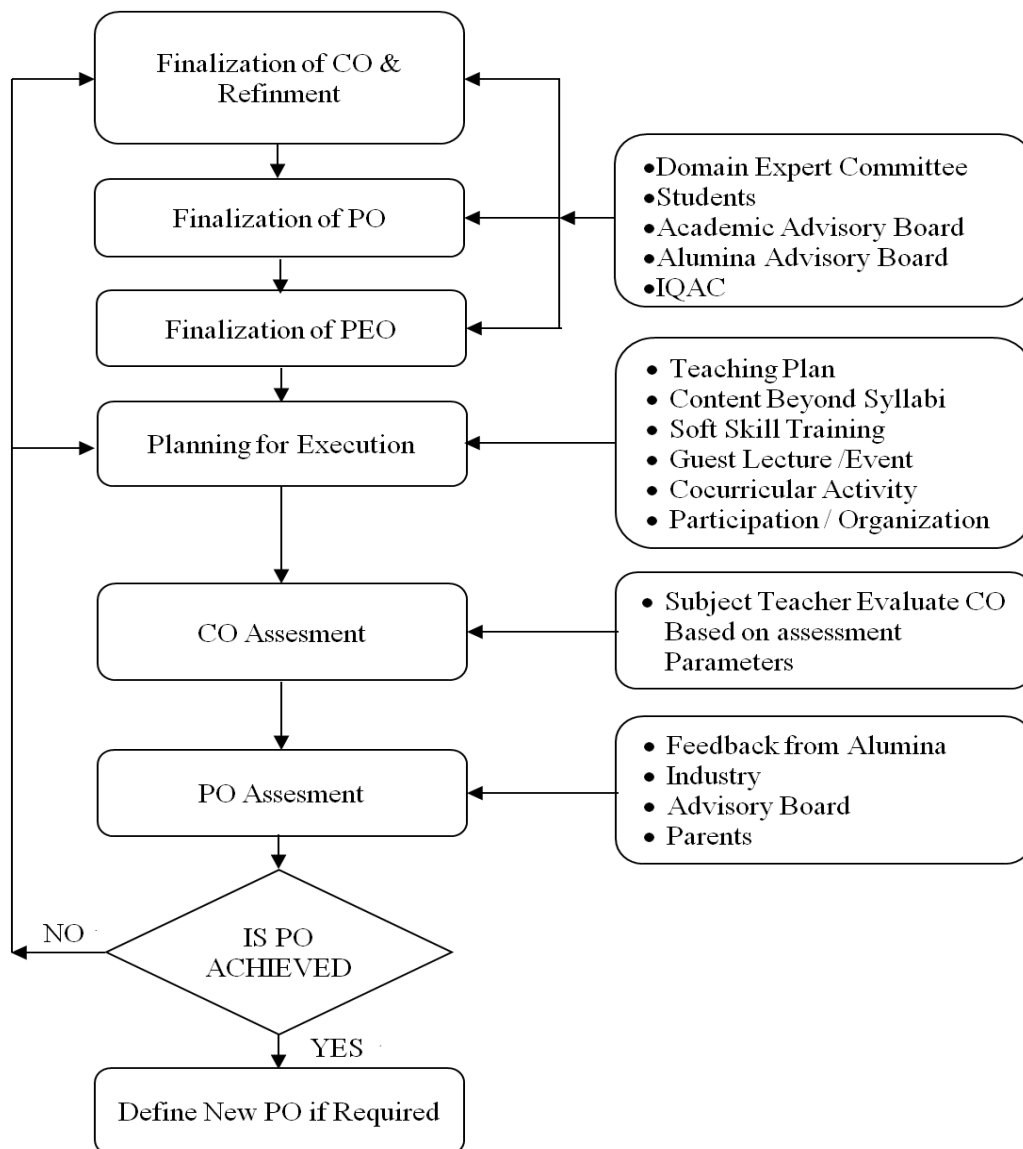 Finalization of CO &
Refinment
•Domain Expert Committee
•Students
•Academic Advisory Board
•Alumina Advisory Board
•IQAC
Finalization of PO
Finalization of PEO
• Teaching Plan
• Content Beyond Syllabi
• Soft Skill Training
• Guest Lecture /Event
• Cocurricular Activity
• Participation / Organization
Planning for Execution
CO Assesment
• Subject Teacher Evaluate CO
Based on assessment
Parameters
PO Assesment
• Feedback from Alumina
• Industry
• Advisory Board
• Parents
NO
IS PO
ACHIEVED
YES
Define New PO if Required